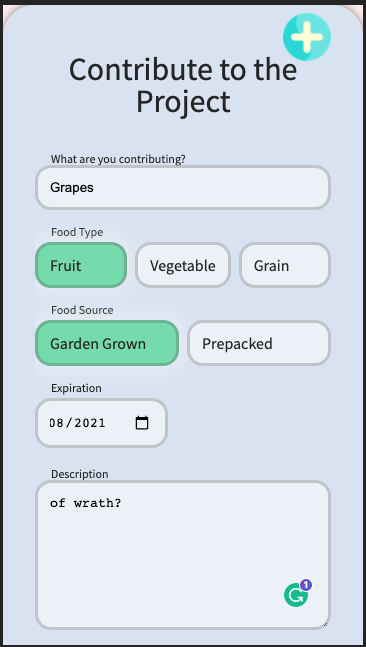 Contribute to the
Project
What are you contributing?
Grapes
Food Type
Fruit Vegetable Grain
Food Source
Garden Grown Prepacked
Expiration
08/2021
Description
of wrath?
1